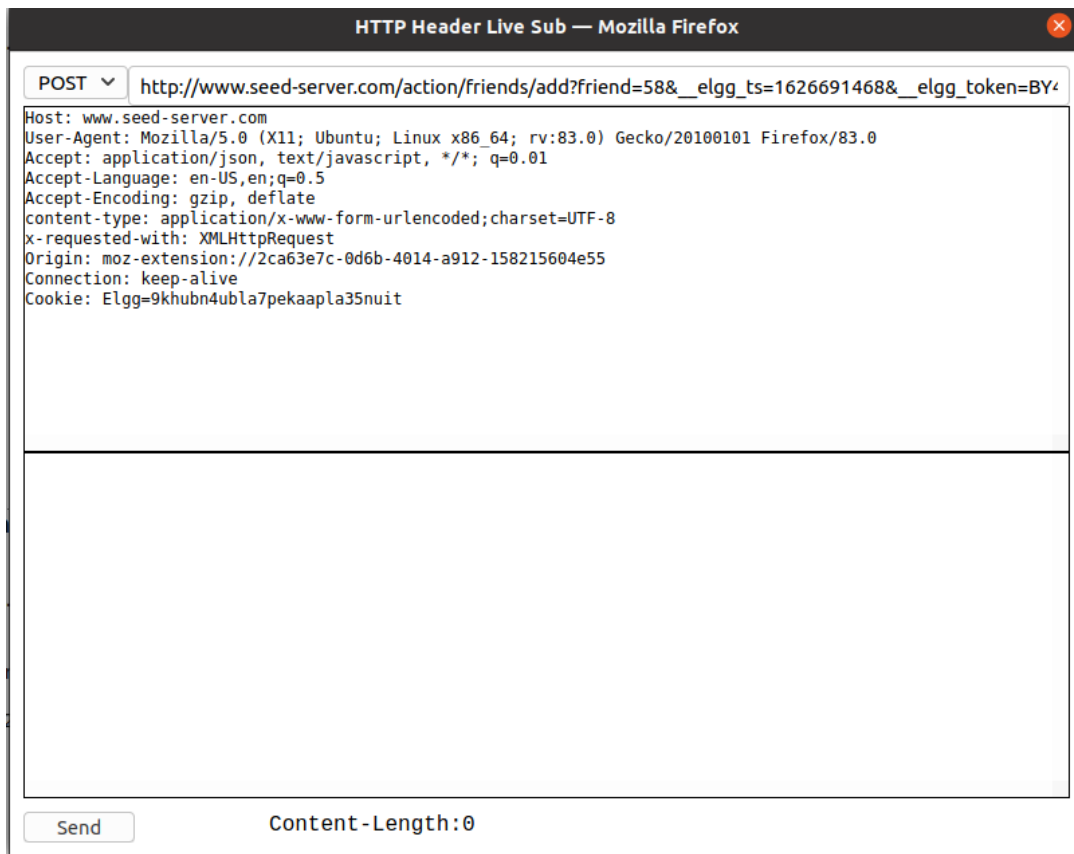 HTTP Header Live Sub — Mozilla Firefox
POST http://www.seed-server.com/action/friends/add?friend=58&__elgg_ts=1626691468&__elgg_token=BY4
Host: www.seed-server.com
User-Agent: Mozilla/5.0 (X11; Ubuntu; Linux x86_64; rv:83.0) Gecko/20100101 Firefox/83.0
Accept: application/json, text/javascript, */*; q=0.01
Accept-Language: en-US,en;q=0.5
Accept-Encoding: gzip, deflate
content-type: application/x-www-form-urlencoded;charset=UTF-8
x-requested-with: XMLHttpRequest
Origin: moz-extension://2ca63e7c-0d6b-4014-a912-158215604e55
Connection: keep-alive
Cookie: Elgg=9khubn4ubla7pekaapla35nuit
Send Content-Length:0